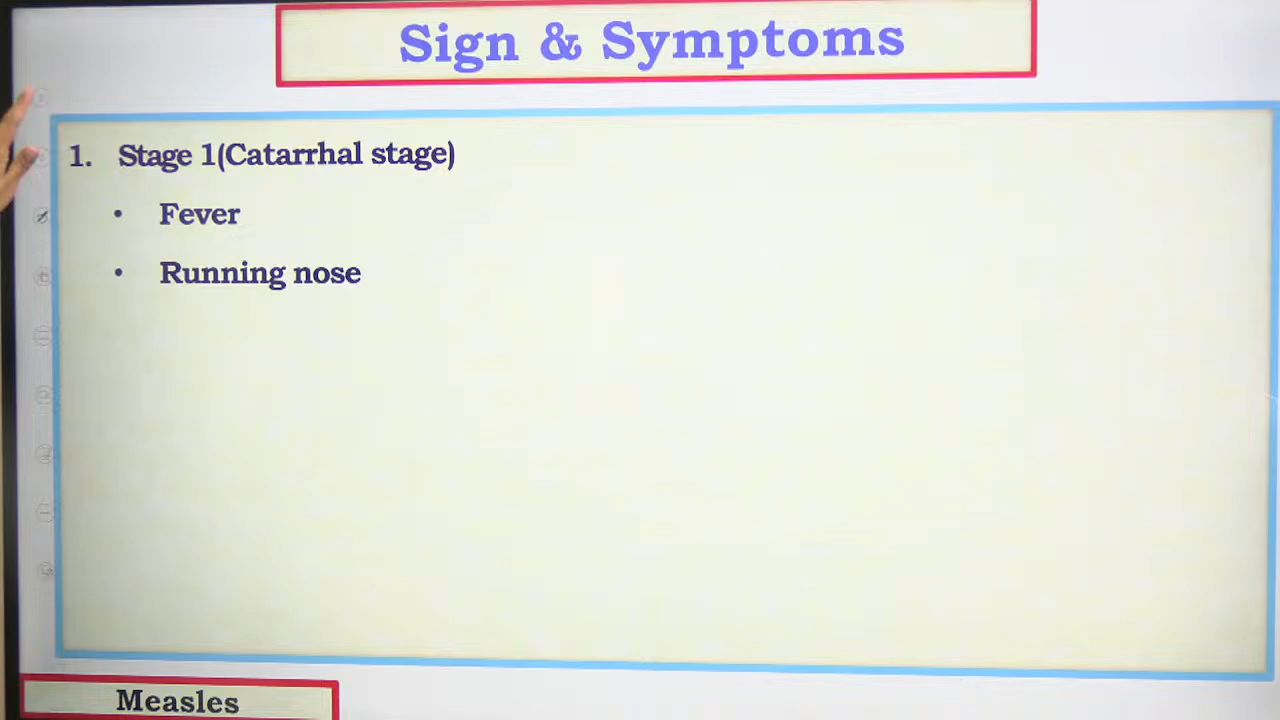 Sign & Symptoms
1. Stage 1(Catarrhal stage)
• Fever
• Running nose
Measles